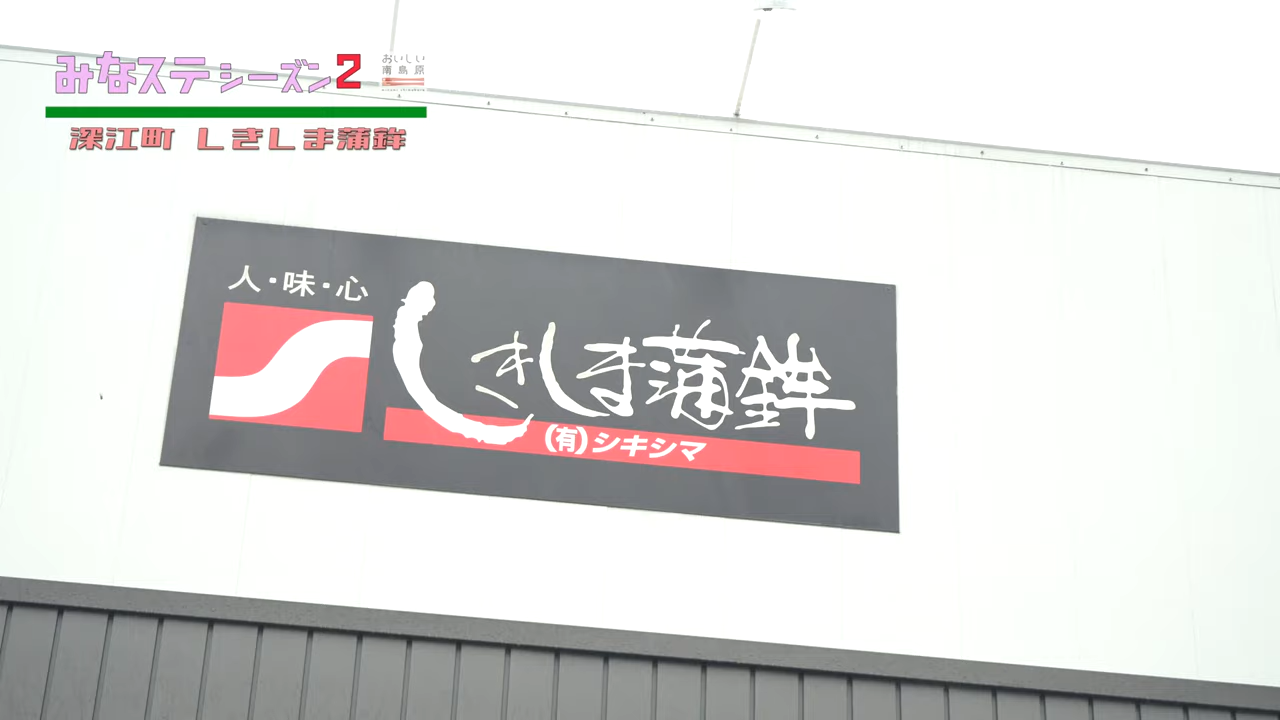 みなステシーズン2
おいしい
南島原
深江町 しきしま蒲鉾
人・味・心
しきしま蒲鉾
(有)シキシマ